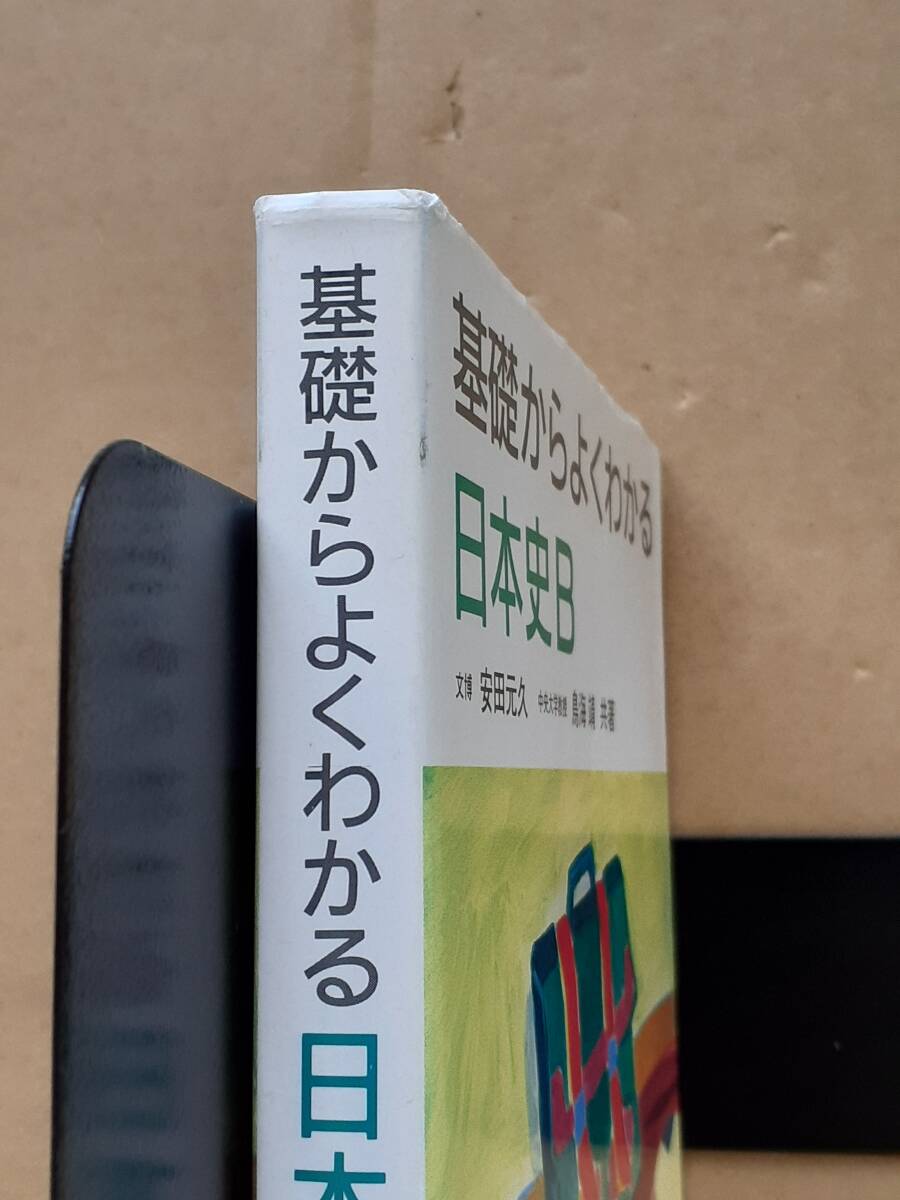 基礎からよくわかる日本
基礎からよくわかる
日本史B
文博 安田元久 中央大学教授 鳥海靖 共著